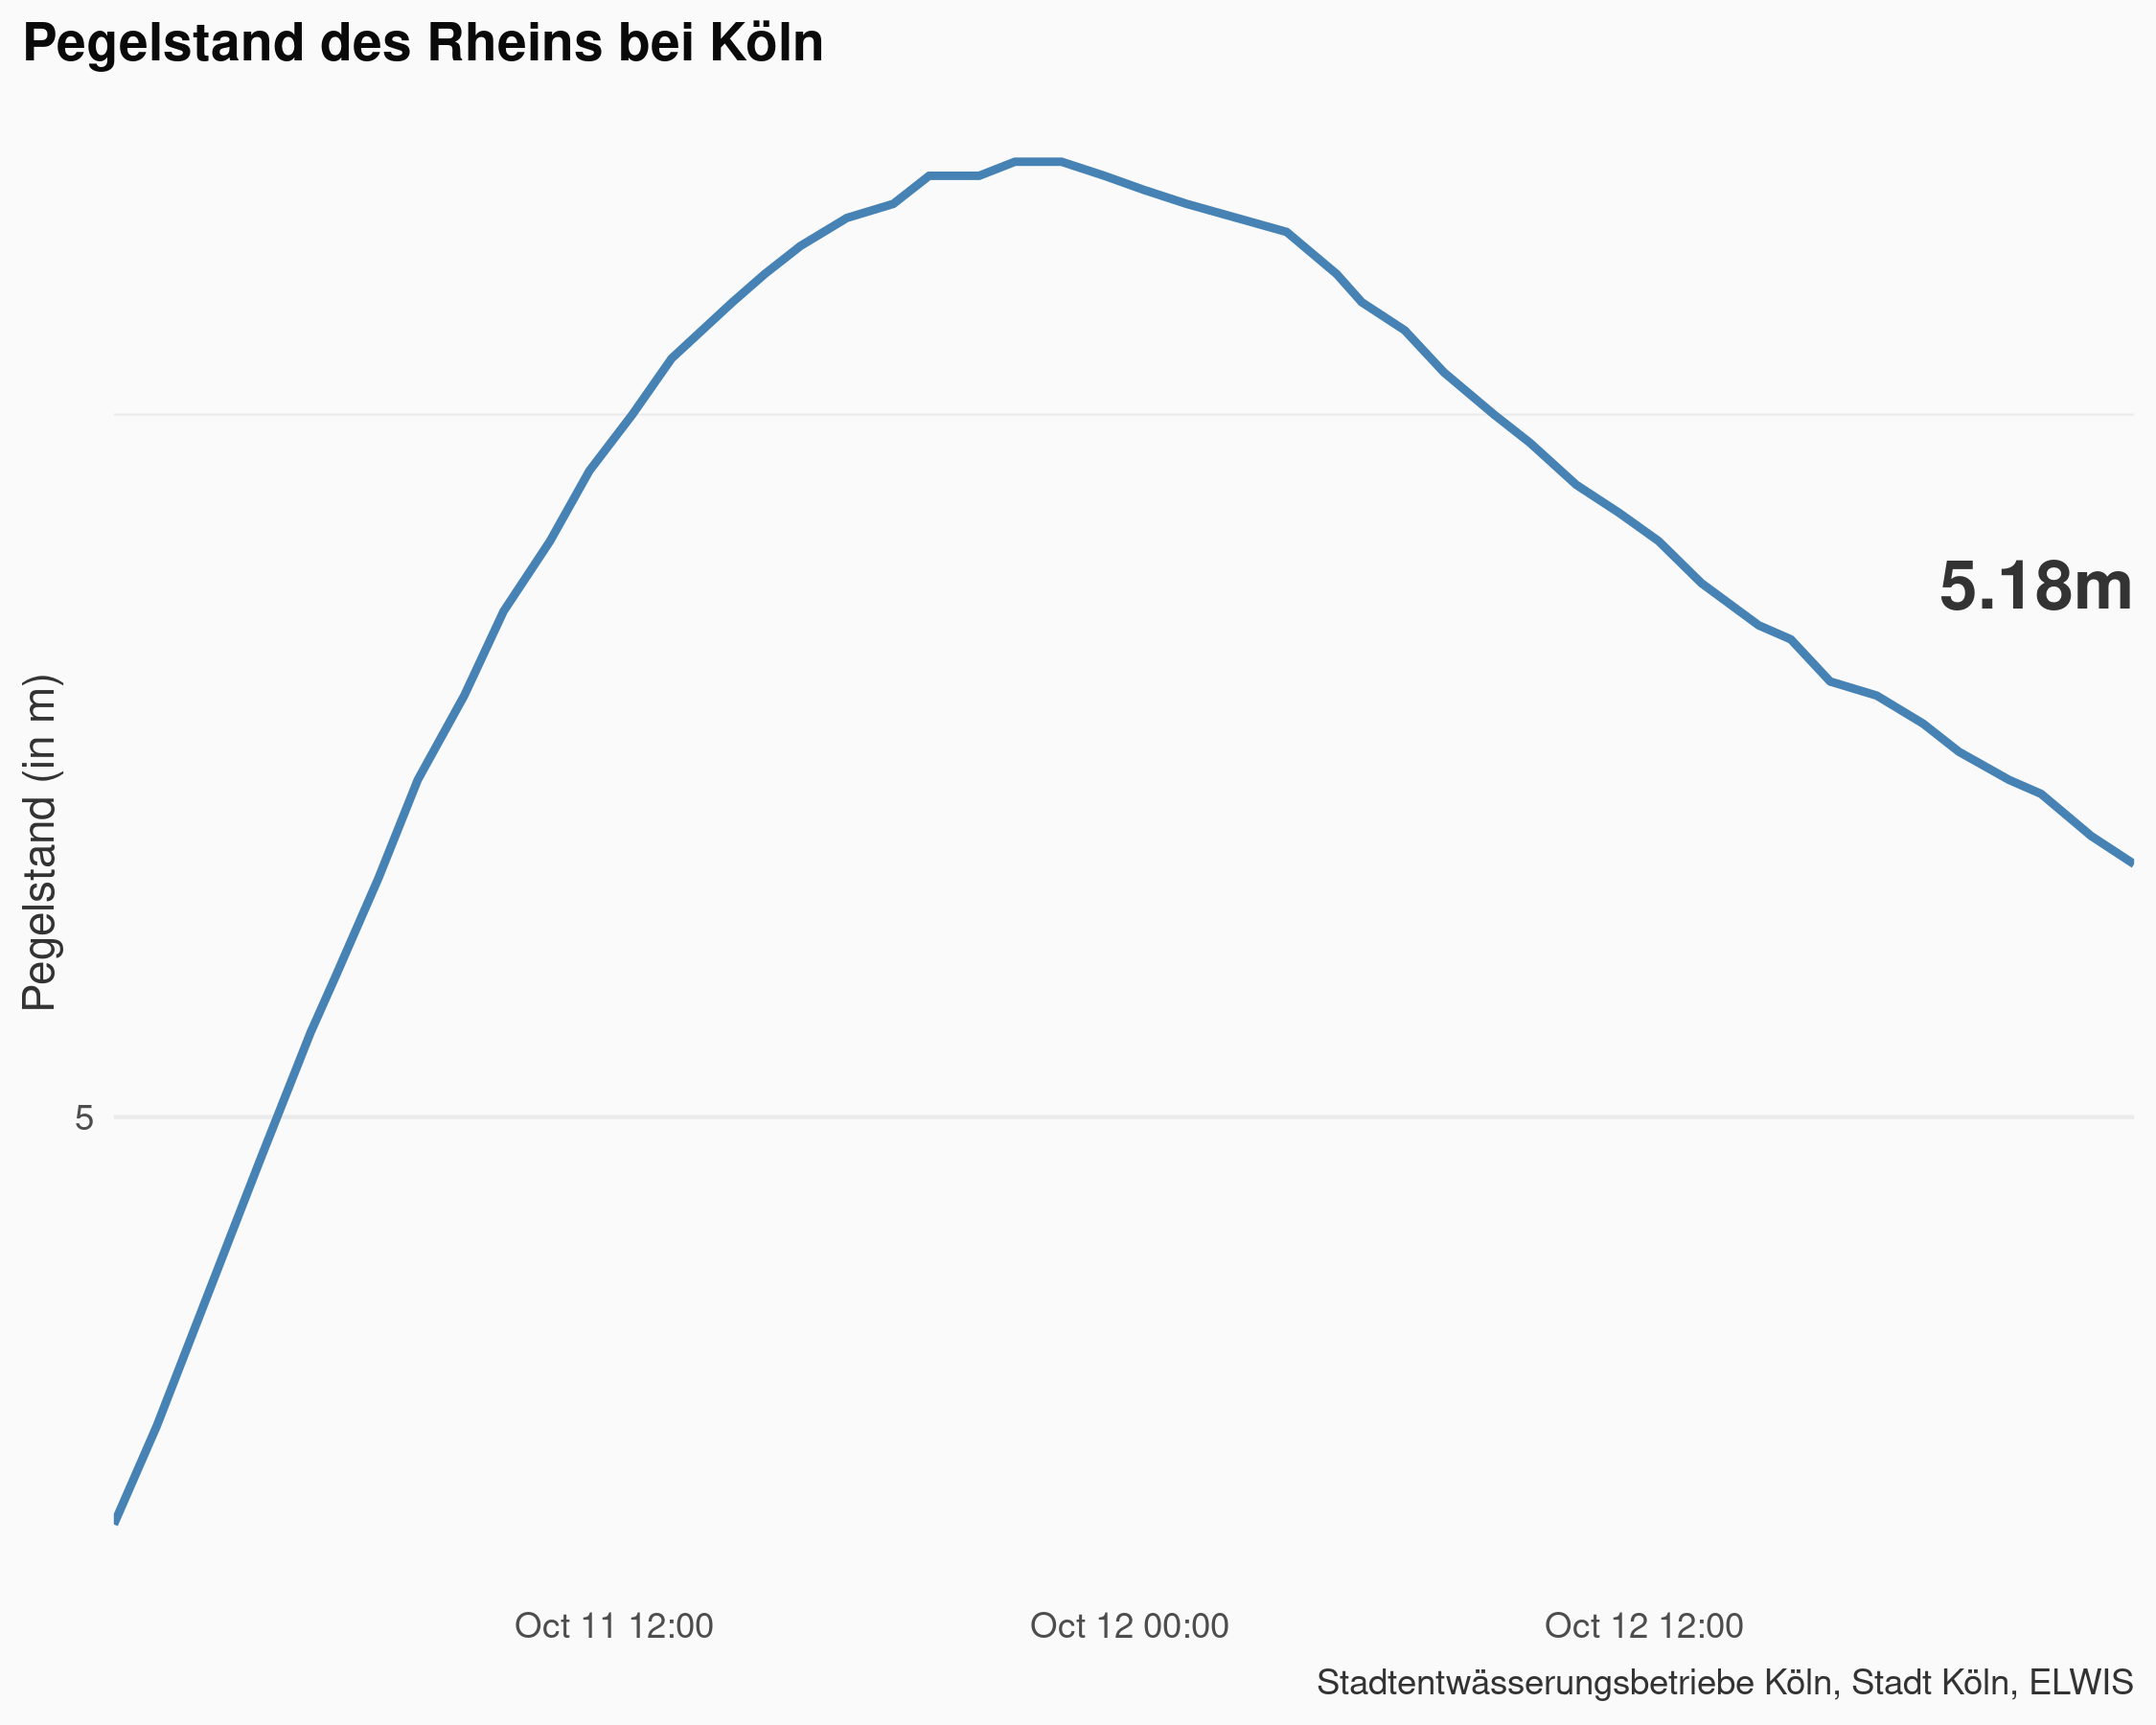 Pegelstand des Rheins bei Köln
Pegelstand (in m)
5.18m
5
Oct 11 12:00
Oct 12 00:00
Oct 12 12:00
Stadtentwässerungsbetriebe Köln, Stadt Köln, ELWIS